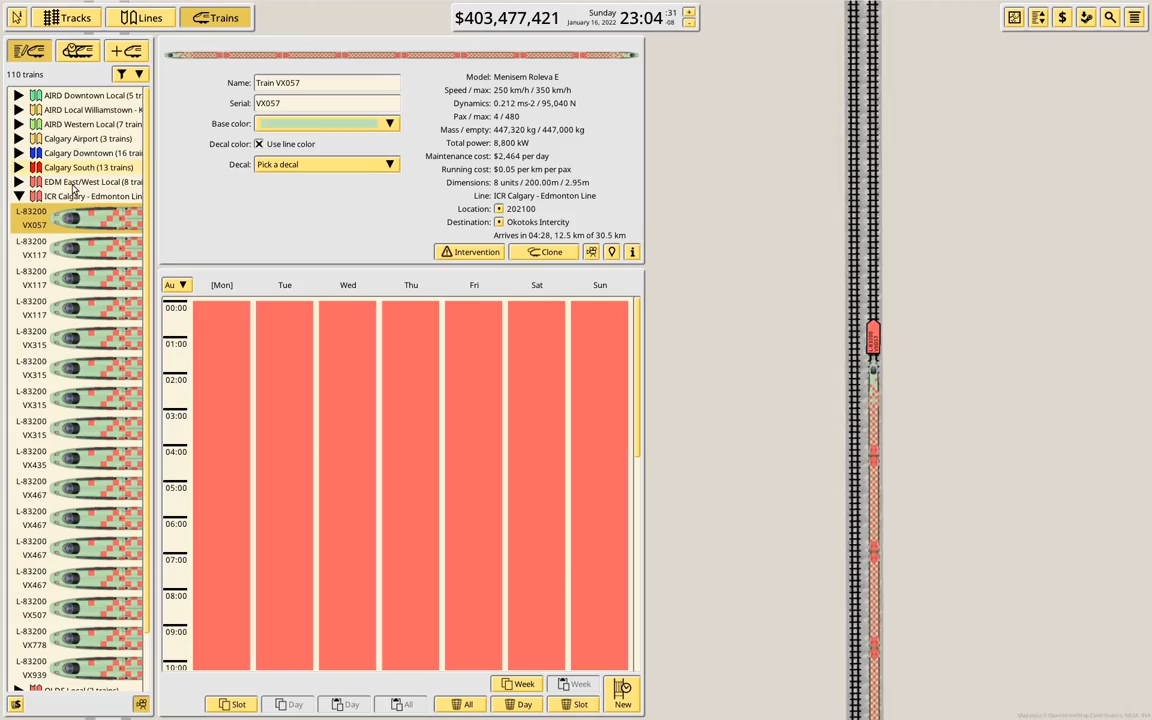 Tracks
Lines
Trains
$403,477,421
Sunday
January 16, 2022
23:04
:31
-08
+
-
$
110 trains
AIRD Downtown Local (5 tr
AIRD Local Williamstown - K
AIRD Western Local (7 train
Calgary Airport (3 trains)
Calgary Downtown (16 train
Calgary South (13 trains)
EDM East/West Local (8 trai
ICR Calgary - Edmonton Lin
L-83200
VX057
L-83200
VX117
L-83200
VX117
L-83200
VX117
L-83200
VX315
L-83200
VX315
L-83200
VX315
L-83200
VX315
L-83200
VX435
L-83200
VX467
L-83200
VX467
L-83200
VX467
L-83200
VX467
L-83200
VX507
L-83200
VX778
L-83200
VX939
Name: Train VX057
Serial: VX057
Base color:
Decal color: Use line color
Decal: Pick a decal
Model: Menisem Roleva E
Speed / max: 250 km/h / 350 km/h
Dynamics: 0.212 ms-2 / 95,040 N
Pax / max: 4 / 480
Mass / empty: 447,320 kg / 447,000 kg
Total power: 8,800 kW
Maintenance cost: $2,464 per day
Running cost: $0.05 per km per pax
Dimensions: 8 units / 200.00m / 2.95m
Line: ICR Calgary - Edmonton Line
Location: 202100
Destination: Okotoks Intercity
Arrives in 04:28, 12.5 km of 30.5 km
Intervention
Clone
Au
[Mon] Tue Wed Thu Fri Sat Sun
00:00
01:00
02:00
03:00
04:00
05:00
06:00
07:00
08:00
09:00
10:00
Week
Week
Slot
Day
Day
All
All
Day
Slot
New
L-83200
VX057